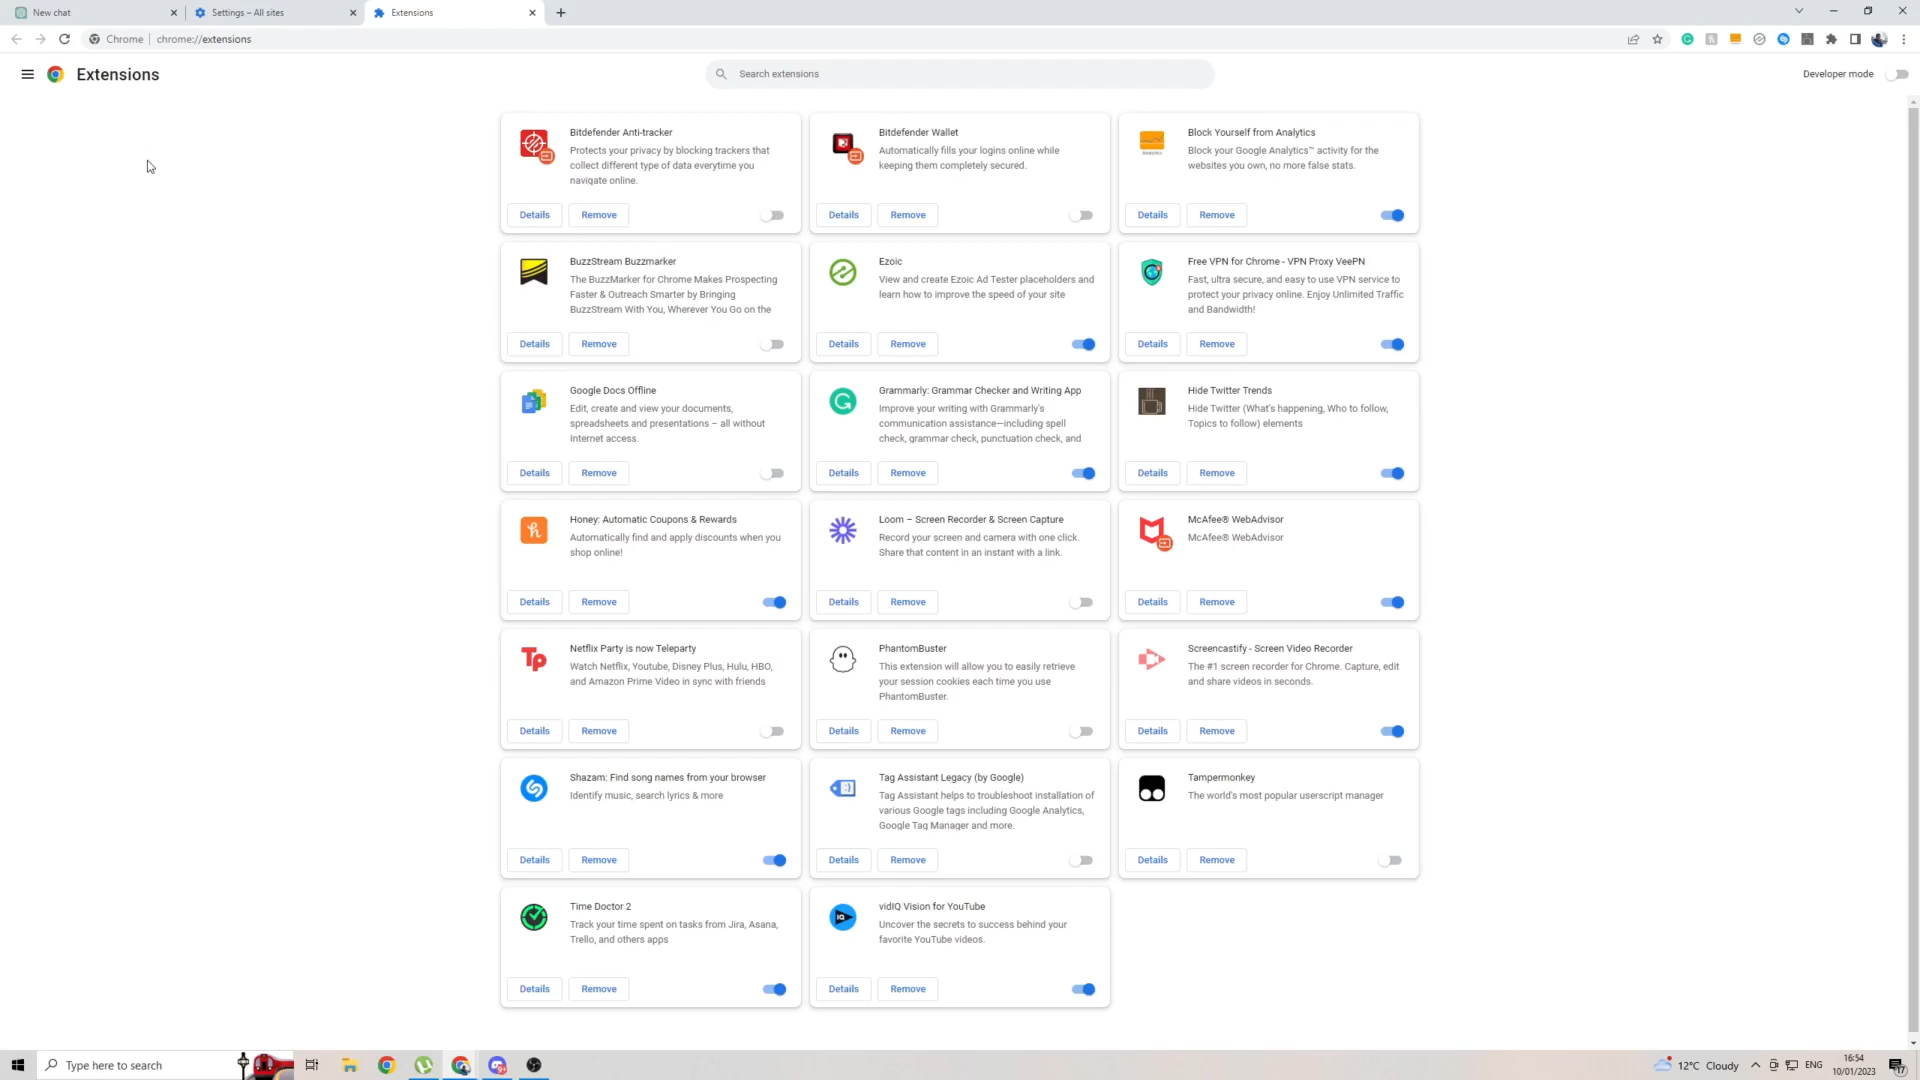 New chat
Settings – All sites
Extensions
Chrome
chrome://extensions
Extensions
Search extensions
Developer mode
Bitdefender Anti-tracker
Protects your privacy by blocking trackers that
collect different type of data everytime you
navigate online.
Details
Remove
Bitdefender Wallet
Automatically fills your logins online while
keeping them completely secured.
Details
Remove
Block Yourself from Analytics
Block your Google Analytics™ activity for the
websites you own, no more false stats.
Details
Remove
BuzzStream Buzzmarker
The BuzzMarker for Chrome Makes Prospecting
Faster & Outreach Smarter by Bringing
BuzzStream With You, Wherever You Go on the
Details
Remove
Ezoic
View and create Ezoic Ad Tester placeholders and
learn how to improve the speed of your site
Details
Remove
Free VPN for Chrome - VPN Proxy VeePN
Fast, ultra secure, and easy to use VPN service to
protect your privacy online. Enjoy Unlimited Traffic
and Bandwidth!
Details
Remove
Google Docs Offline
Edit, create and view your documents,
spreadsheets and presentations – all without
Internet access.
Details
Remove
Grammarly: Grammar Checker and Writing App
Improve your writing with Grammarly's
communication assistance—including spell
check, grammar check, punctuation check, and
Details
Remove
Hide Twitter Trends
Hide Twitter (What's happening, Who to follow,
Topics to follow) elements
Details
Remove
Honey: Automatic Coupons & Rewards
Automatically find and apply discounts when you
shop online!
Details
Remove
Loom – Screen Recorder & Screen Capture
Record your screen and camera with one click.
Share that content in an instant with a link.
Details
Remove
McAfee® WebAdvisor
McAfee® WebAdvisor
Details
Remove
Tp
Netflix Party is now Teleparty
Watch Netflix, Youtube, Disney Plus, Hulu, HBO,
and Amazon Prime Video in sync with friends
Details
Remove
PhantomBuster
This extension will allow you to easily retrieve
your session cookies each time you use
PhantomBuster.
Details
Remove
Screencastify - Screen Video Recorder
The #1 screen recorder for Chrome. Capture, edit
and share videos in seconds.
Details
Remove
Shazam: Find song names from your browser
Identify music, search lyrics & more
Details
Remove
Tag Assistant Legacy (by Google)
Tag Assistant helps to troubleshoot installation of
various Google tags including Google Analytics,
Google Tag Manager and more.
Details
Remove
Tampermonkey
The world's most popular userscript manager
Details
Remove
Time Doctor 2
Track your time spent on tasks from Jira, Asana,
Trello, and others apps
Details
Remove
IQ
vidIQ Vision for YouTube
Uncover the secrets to success behind your
favorite YouTube videos.
Details
Remove
Type here to search
12°C Cloudy
ENG
16:54
10/01/2023